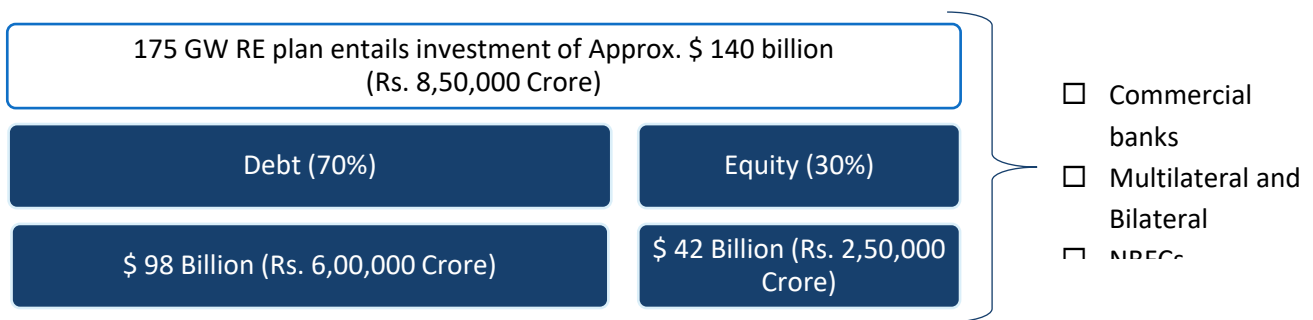 175 GW RE plan entails investment of Approx. $ 140 billion
(Rs. 8,50,000 Crore)
Debt (70%)
Equity (30%)
$ 98 Billion (Rs. 6,00,000 Crore)
$ 42 Billion (Rs. 2,50,000
Crore)
Commercial
banks
Multilateral and
Bilateral